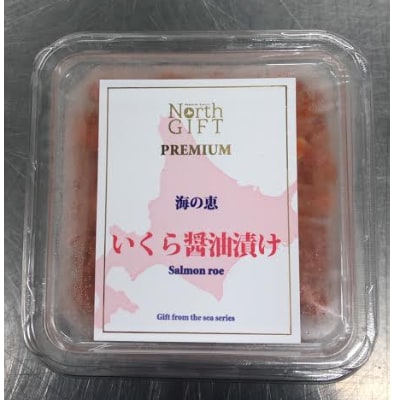 North
GIFT
PREMIUM
海の恵
いくら醤油漬け
Salmon roe
Gift from the sea series